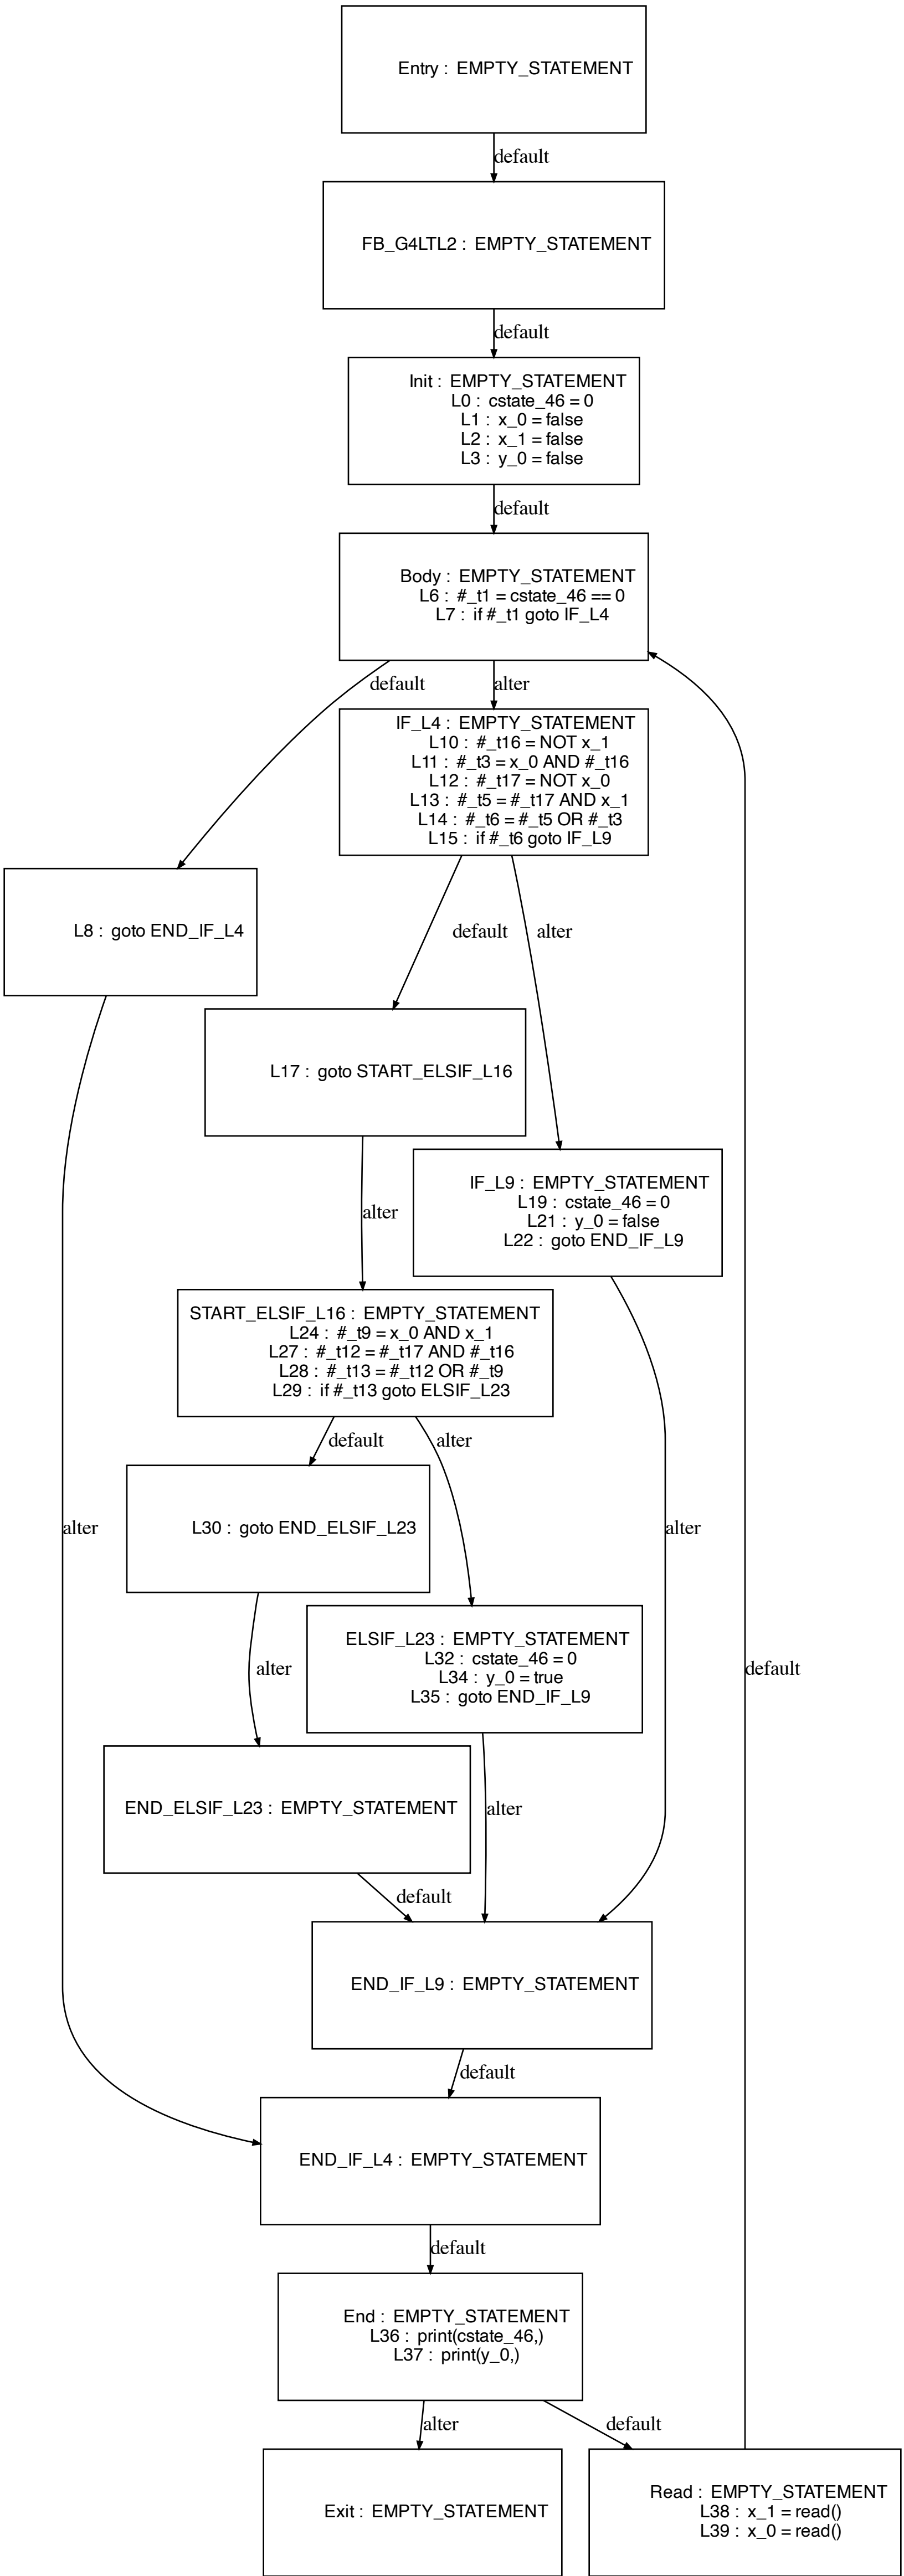 Entry : EMPTY_STATEMENT
default
FB_G4LTL2 : EMPTY_STATEMENT
default
Init : EMPTY_STATEMENT
L0 : cstate_46 = 0
L1 : x_0 = false
L2 : x_1 = false
L3 : y_0 = false
default
Body : EMPTY_STATEMENT
L6 : #_t1 = cstate_46 == 0
L7 : if #_t1 goto IF_L4
default
alter
IF_L4 : EMPTY_STATEMENT
L10 : #_t16 = NOT x_1
L11 : #_t3 = x_0 AND #_t16
L12 : #_t17 = NOT x_0
L13 : #_t5 = #_t17 AND x_1
L14 : #_t6 = #_t5 OR #_t3
L15 : if #_t6 goto IF_L9
L8 : goto END_IF_L4
default
alter
L17 : goto START_ELSIF_L16
alter
IF_L9 : EMPTY_STATEMENT
L19 : cstate_46 = 0
L21 : y_0 = false
L22 : goto END_IF_L9
START_ELSIF_L16 : EMPTY_STATEMENT
L24 : #_t9 = x_0 AND x_1
L27 : #_t12 = #_t17 AND #_t16
L28 : #_t13 = #_t12 OR #_t9
L29 : if #_t13 goto ELSIF_L23
default
alter
alter
L30 : goto END_ELSIF_L23
alter
ELSIF_L23 : EMPTY_STATEMENT
L32 : cstate_46 = 0
L34 : y_0 = true
L35 : goto END_IF_L9
alter
default
END_ELSIF_L23 : EMPTY_STATEMENT
alter
default
END_IF_L9 : EMPTY_STATEMENT
default
END_IF_L4 : EMPTY_STATEMENT
default
End : EMPTY_STATEMENT
L36 : print(cstate_46,)
L37 : print(y_0,)
alter
default
Exit : EMPTY_STATEMENT
Read : EMPTY_STATEMENT
L38 : x_1 = read()
L39 : x_0 = read()